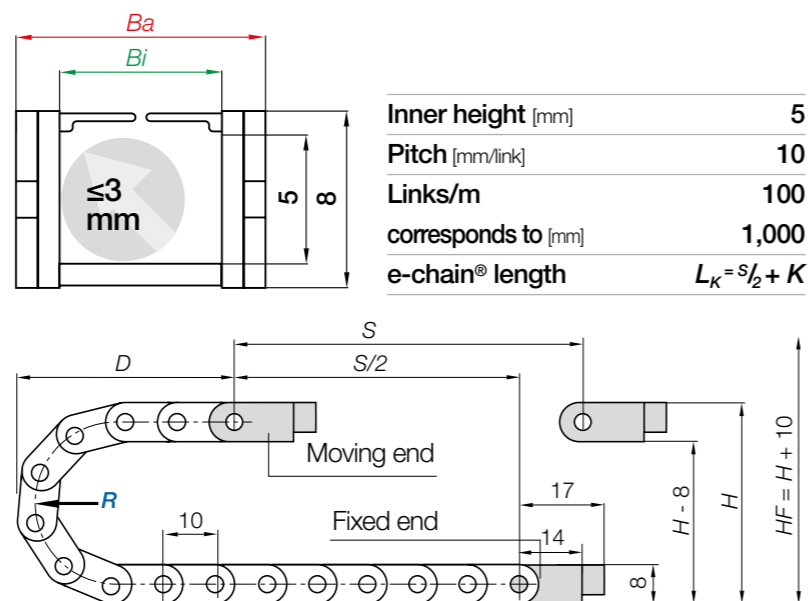 Ba
Bi
≤3
mm
5
8
Inner height [mm] 5
Pitch [mm/link] 10
Links/m 100
corresponds to [mm] 1,000
e-chain® length L_K = S/2 + K
S
D
S/2
Moving end
R
10
Fixed end
17
14
8
H - 8
H
HF = H + 10